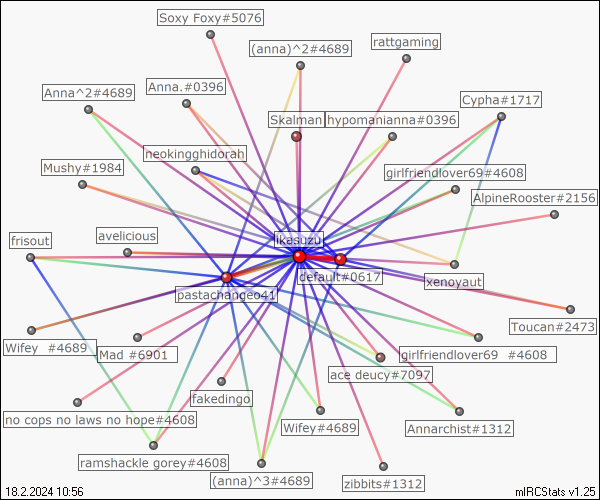 Soxy Foxy#5076
(anna)^2#4689
rattgaming
Anna^2#4689
Anna.#0396
Cypha#1717
Skalman
hypomanianna#0396
neokingghidorah
Mushy#1984
girlfriendlover69#4608
AlpineRooster#2156
avelicious
frisout
likasuzu
default#0617
xenoyaut
pastachangeo41
Toucan#2473
Wifey #4689
Mad #6901
girlfriendlover69 #4608
ace deucy#7097
fakedingo
no cops no laws no hope#4608
Wifey#4689
Annarchist#1312
ramshackle gorey#4608
(anna)^3#4689
zibbits#1312
18.2.2024 10:56
mIRCStats v1.25